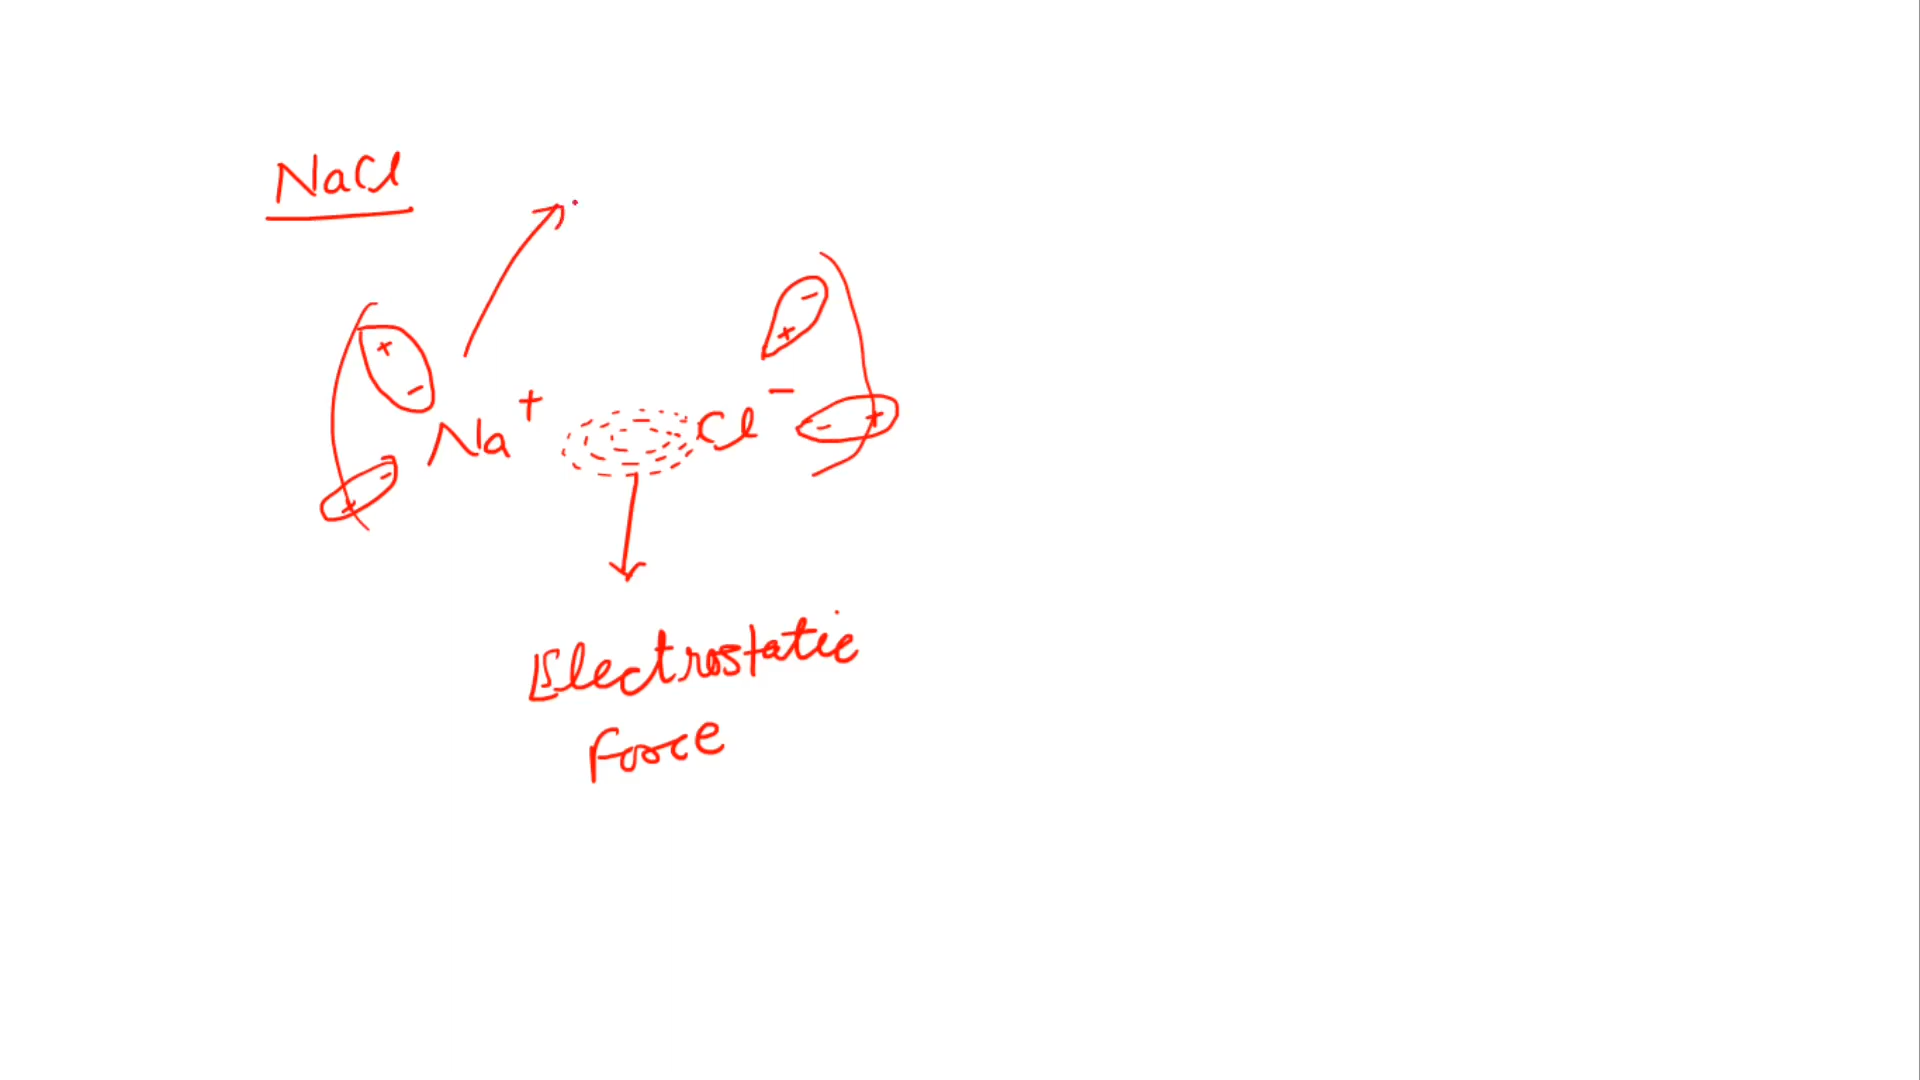 NaCl
+ -
+ -
Na+ Cl-
- +
- +
Electrostatic
Force